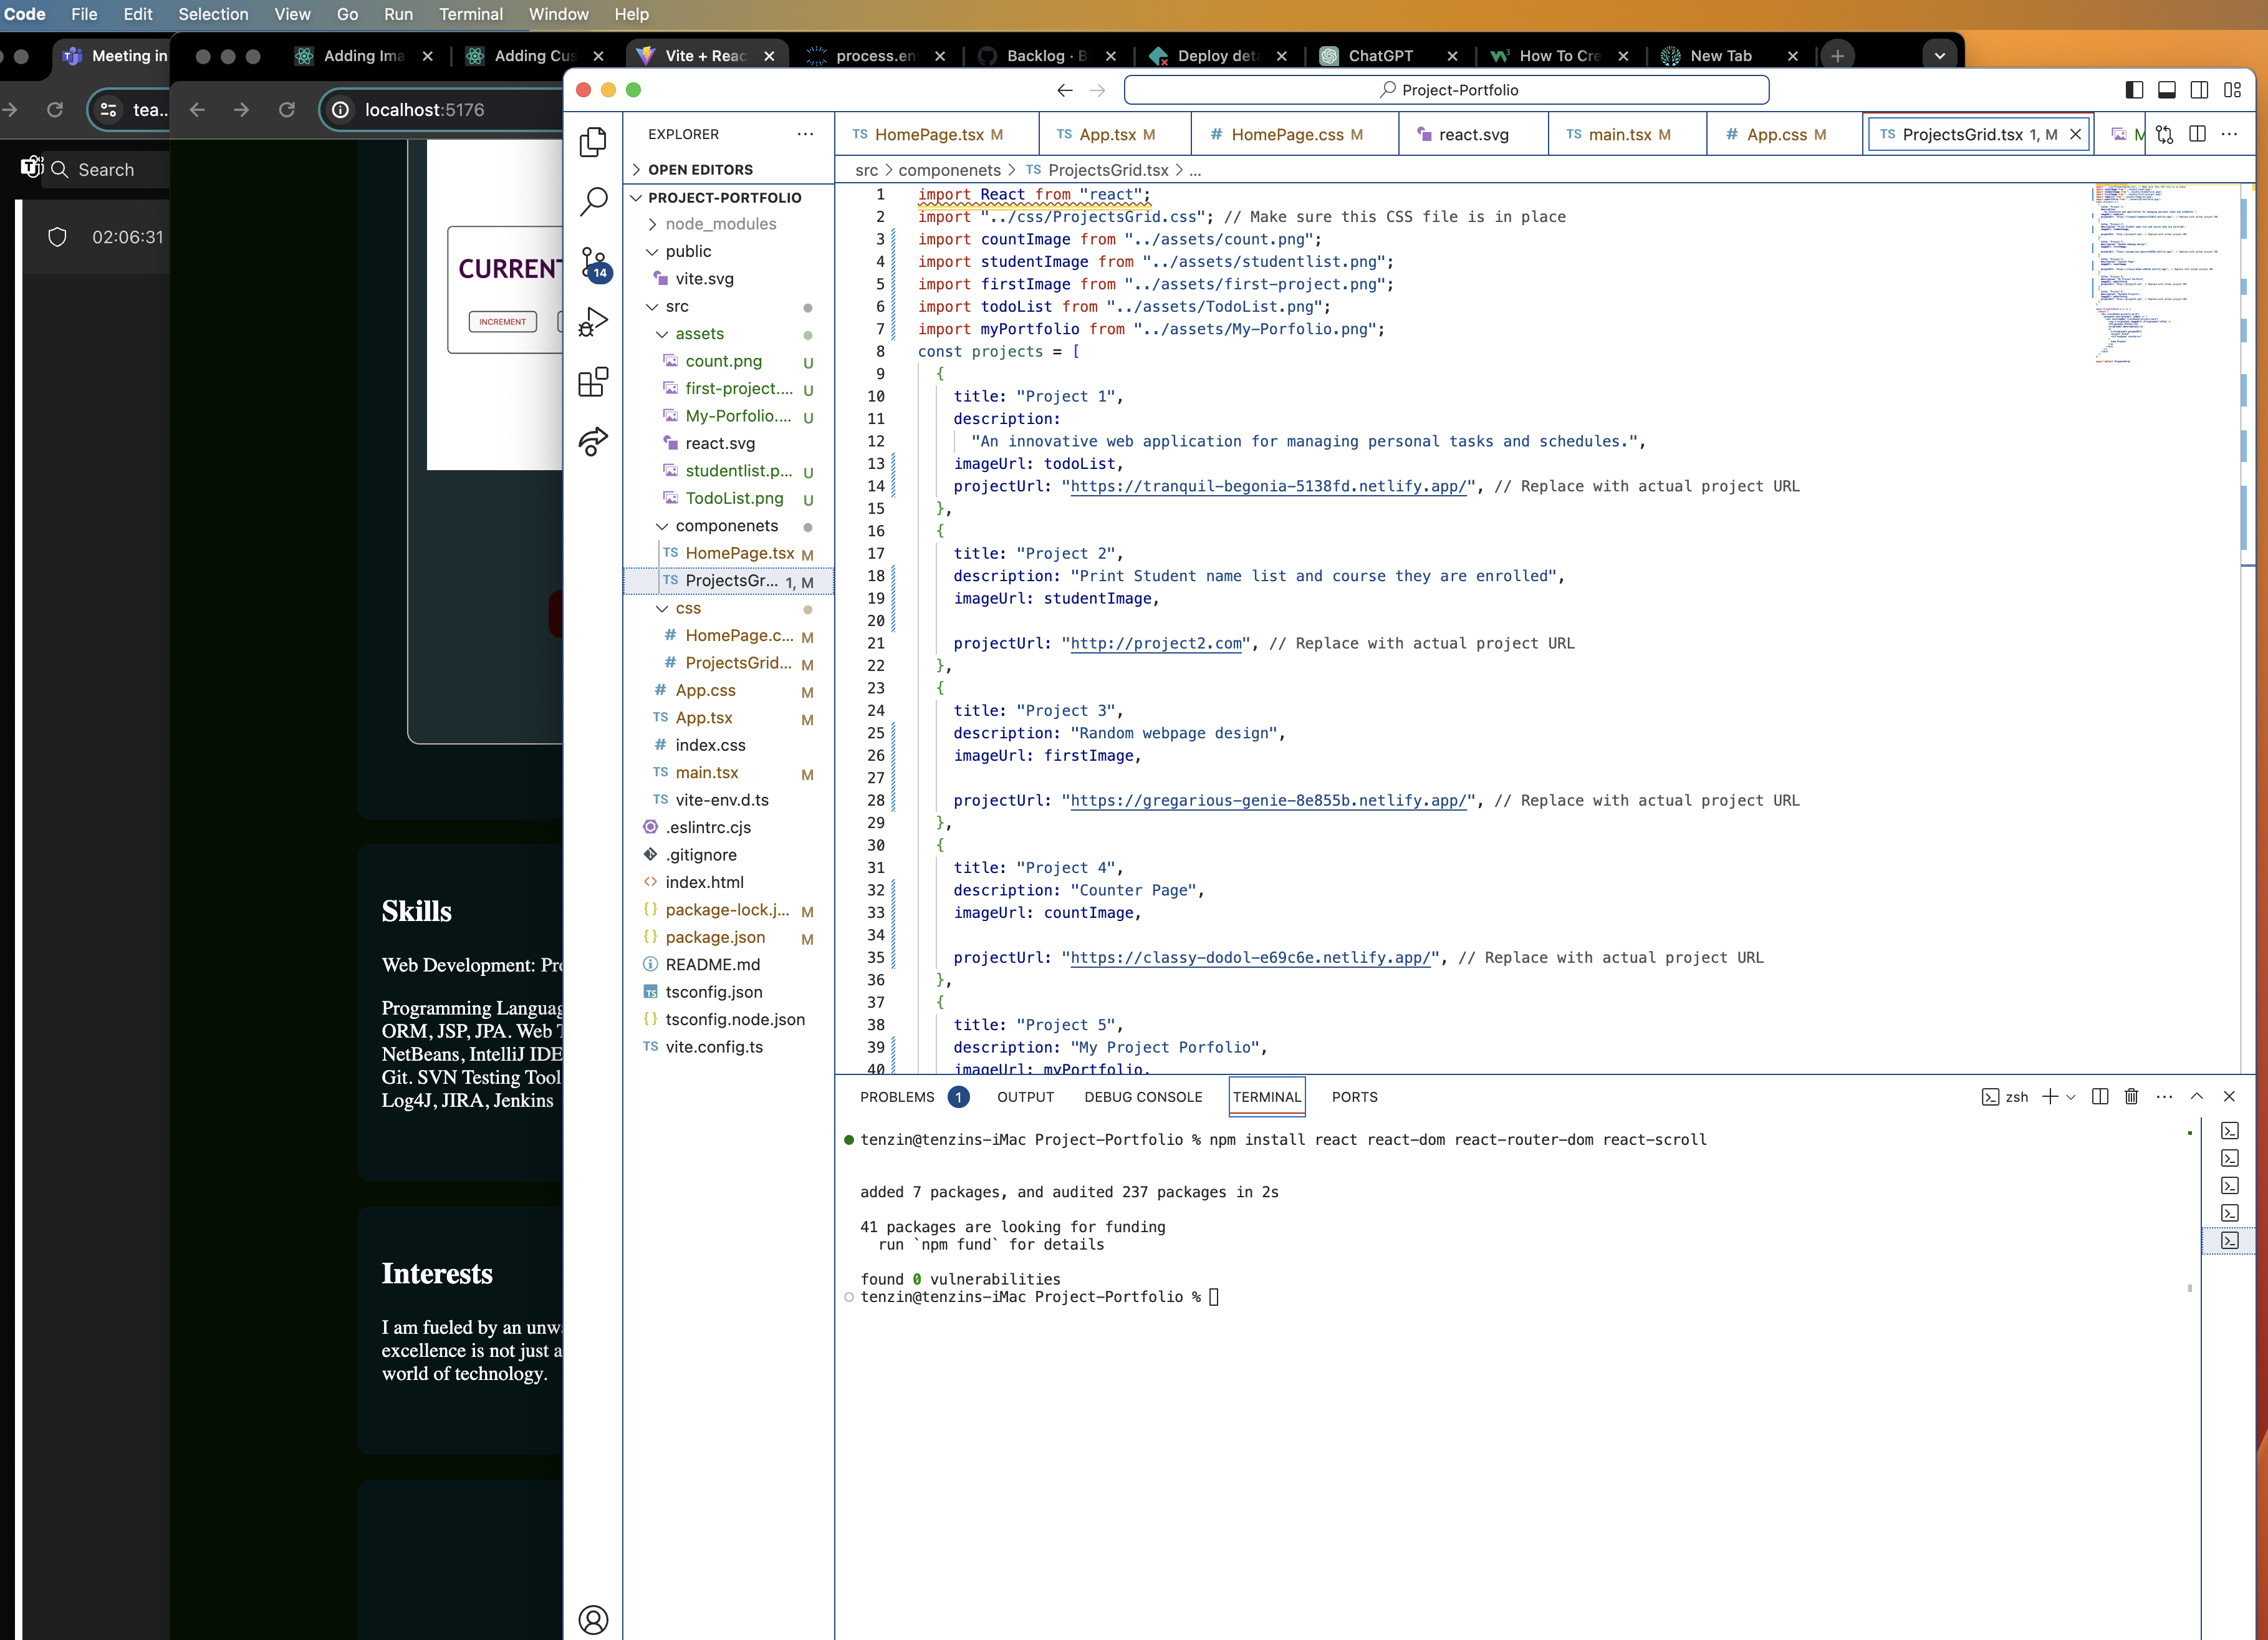 Code File Edit Selection View Go Run Terminal Window Help
Meeting in
Adding Ima
Adding Cus
Vite + Reac
process.en
Backlog · B
Deploy deta
ChatGPT
How To Cre
New Tab
tea...
localhost:5176
Search
02:06:31
CURRENT
INCREMENT
Skills
Web Development: Pro
Programming Languag
ORM, JSP, JPA. Web T
NetBeans, IntelliJ IDE
Git. SVN Testing Tool
Log4J, JIRA, Jenkins
Interests
I am fueled by an unw
excellence is not just a
world of technology.
Project-Portfolio
14
EXPLORER
OPEN EDITORS
PROJECT-PORTFOLIO
node_modules
public
vite.svg
src
assets
count.png U
first-project.... U
My-Porfolio.... U
react.svg
studentlist.p... U
TodoList.png U
componenets
TS HomePage.tsx M
TS ProjectsGr... 1, M
css
# HomePage.c... M
# ProjectsGrid... M
# App.css M
TS App.tsx M
# index.css
TS main.tsx M
TS vite-env.d.ts
.eslintrc.cjs
.gitignore
<> index.html
{} package-lock.j... M
{} package.json M
README.md
TS tsconfig.json
{} tsconfig.node.json
TS vite.config.ts
TS HomePage.tsx M
TS App.tsx M
# HomePage.css M
react.svg
TS main.tsx M
# App.css M
TS ProjectsGrid.tsx 1, M
M
src > componenets > TS ProjectsGrid.tsx > ...
1 import React from "react";
2 import "../css/ProjectsGrid.css"; // Make sure this CSS file is in place
3 import countImage from "../assets/count.png";
4 import studentImage from "../assets/studentlist.png";
5 import firstImage from "../assets/first-project.png";
6 import todoList from "../assets/TodoList.png";
7 import myPortfolio from "../assets/My-Porfolio.png";
8 const projects = [
9 {
10 title: "Project 1",
11 description:
12 "An innovative web application for managing personal tasks and schedules.",
13 imageUrl: todoList,
14 projectUrl: "https://tranquil-begonia-5138fd.netlify.app/", // Replace with actual project URL
15 },
16 {
17 title: "Project 2",
18 description: "Print Student name list and course they are enrolled",
19 imageUrl: studentImage,
20
21 projectUrl: "http://project2.com", // Replace with actual project URL
22 },
23 {
24 title: "Project 3",
25 description: "Random webpage design",
26 imageUrl: firstImage,
27
28 projectUrl: "https://gregarious-genie-8e855b.netlify.app/", // Replace with actual project URL
29 },
30 {
31 title: "Project 4",
32 description: "Counter Page",
33 imageUrl: countImage,
34
35 projectUrl: "https://classy-dodol-e69c6e.netlify.app/", // Replace with actual project URL
36 },
37 {
38 title: "Project 5",
39 description: "My Project Porfolio",
40 imageUrl: myPortfolio,
PROBLEMS 1 OUTPUT DEBUG CONSOLE TERMINAL PORTS
zsh
tenzin@tenzins-iMac Project-Portfolio % npm install react react-dom react-router-dom react-scroll
added 7 packages, and audited 237 packages in 2s
41 packages are looking for funding
run `npm fund` for details
found 0 vulnerabilities
tenzin@tenzins-iMac Project-Portfolio %